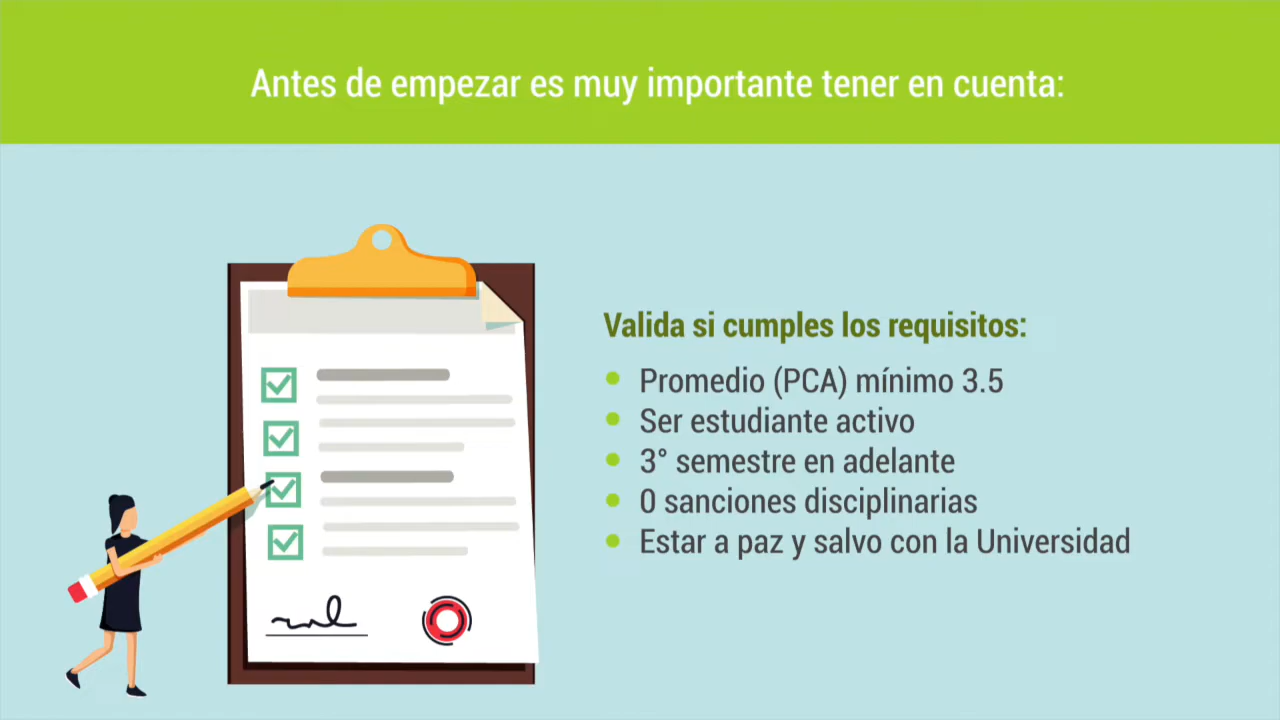 Antes de empezar es muy importante tener en cuenta:
Valida si cumples los requisitos:
Promedio (PCA) mínimo 3.5
Ser estudiante activo
3° semestre en adelante
0 sanciones disciplinarias
Estar a paz y salvo con la Universidad